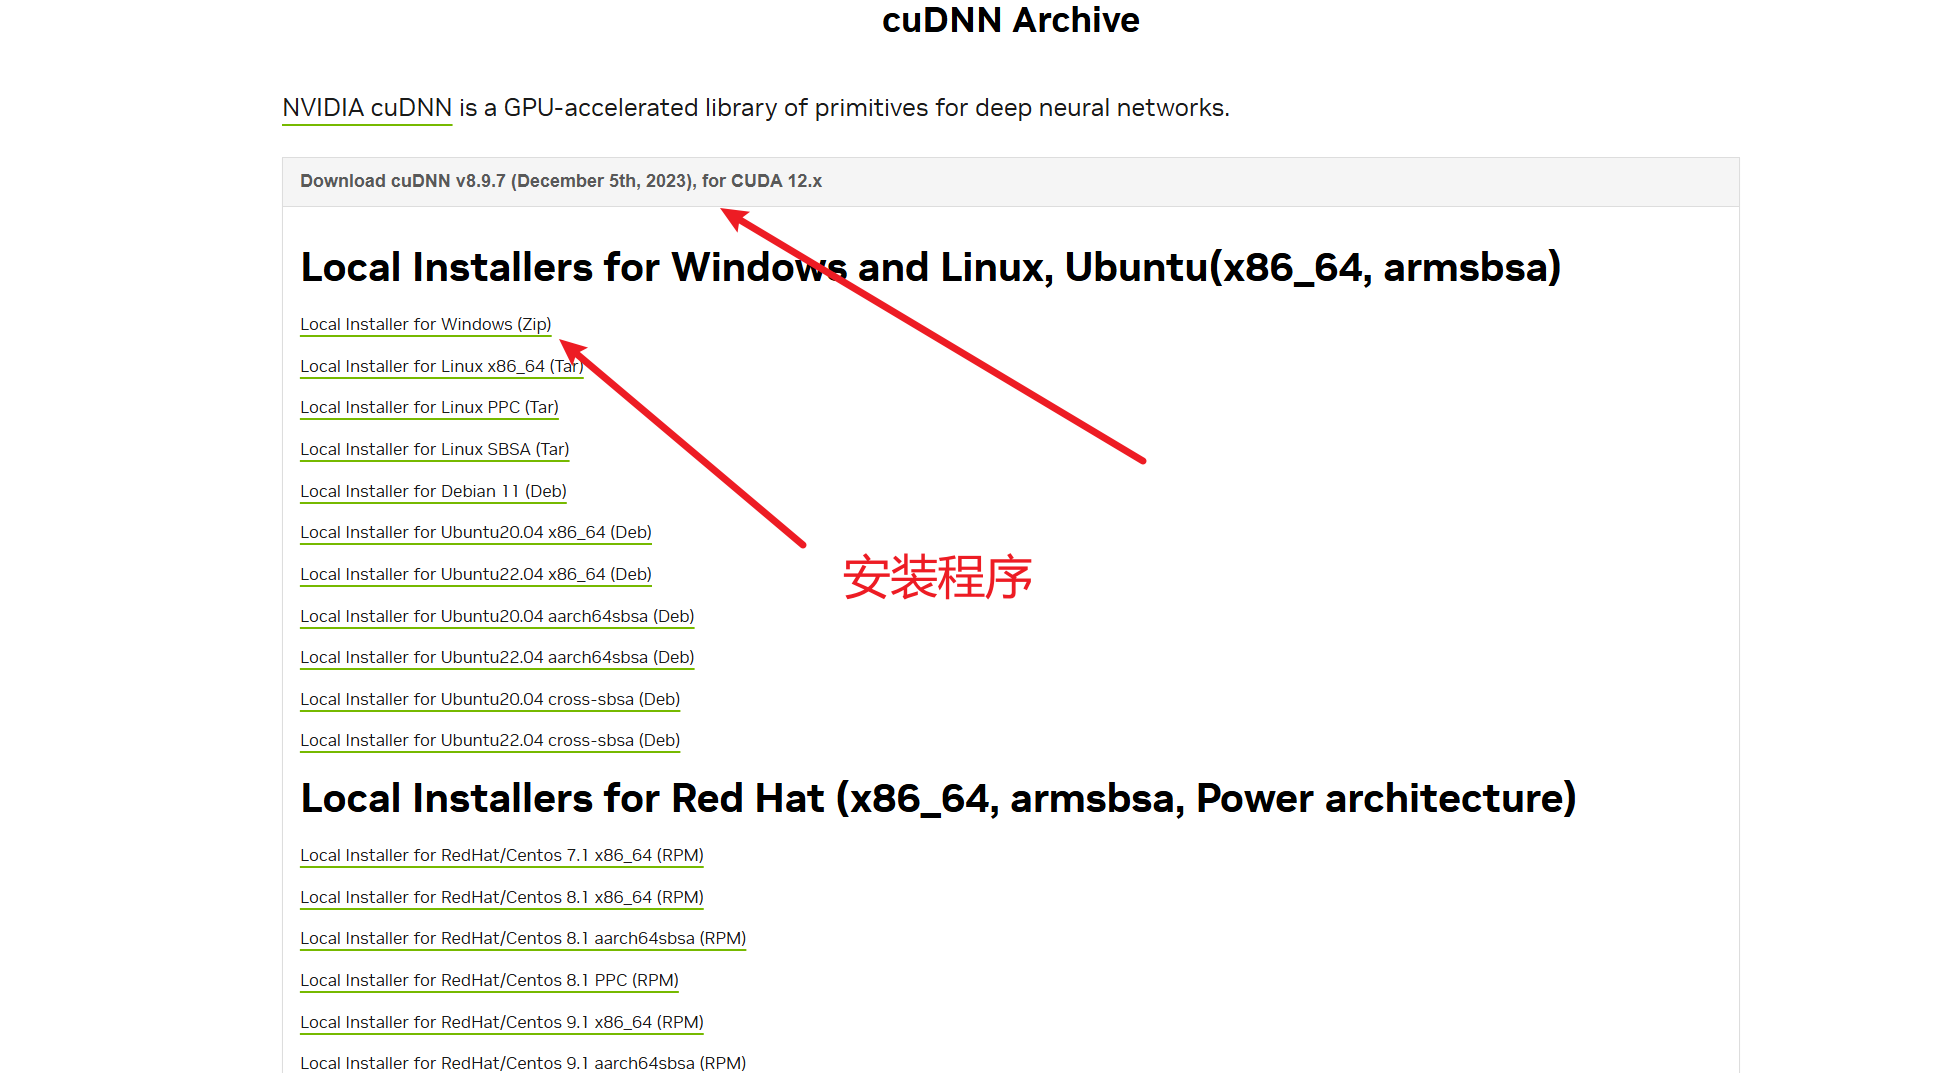 cuDNN Archive
NVIDIA cuDNN is a GPU-accelerated library of primitives for deep neural networks.
Download cuDNN v8.9.7 (December 5th, 2023), for CUDA 12.x
Local Installers for Windows and Linux, Ubuntu(x86_64, armsbsa)
Local Installer for Windows (Zip)
Local Installer for Linux x86_64 (Tar)
Local Installer for Linux PPC (Tar)
Local Installer for Linux SBSA (Tar)
Local Installer for Debian 11 (Deb)
Local Installer for Ubuntu20.04 x86_64 (Deb)
安装程序
Local Installer for Ubuntu22.04 x86_64 (Deb)
Local Installer for Ubuntu20.04 aarch64sbsa (Deb)
Local Installer for Ubuntu22.04 aarch64sbsa (Deb)
Local Installer for Ubuntu20.04 cross-sbsa (Deb)
Local Installer for Ubuntu22.04 cross-sbsa (Deb)
Local Installers for Red Hat (x86_64, armsbsa, Power architecture)
Local Installer for RedHat/Centos 7.1 x86_64 (RPM)
Local Installer for RedHat/Centos 8.1 x86_64 (RPM)
Local Installer for RedHat/Centos 8.1 aarch64sbsa (RPM)
Local Installer for RedHat/Centos 8.1 PPC (RPM)
Local Installer for RedHat/Centos 9.1 x86_64 (RPM)
Local Installer for RedHat/Centos 9.1 aarch64sbsa (RPM)